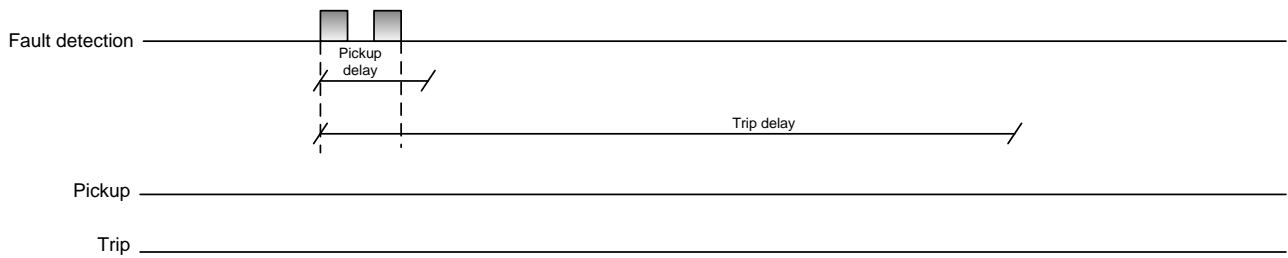 Fault detection
Pickup
delay
Trip delay
Pickup
Trip